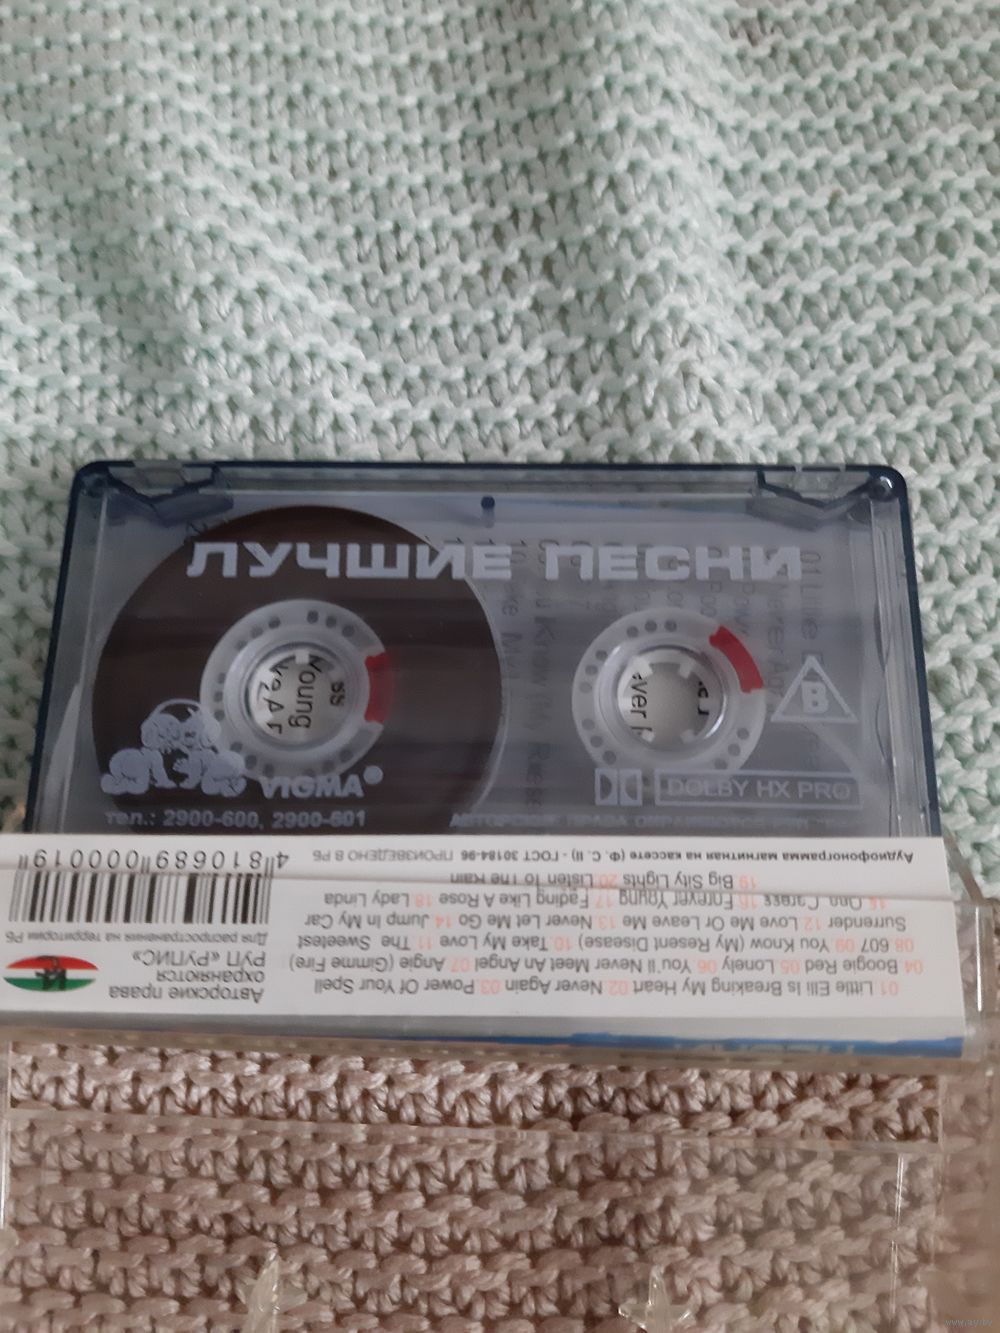 ЛУЧШИЕ ПЕСНИ
B
VIGMA®
DOLBY HX PRO
тел.: 2900-600, 2900-601
Young
ver
01.Little Elli Is Breaking My Heart 02.Never Again 03.Power Of Your Spell
04 Boogie Red 05.Lonely 06.You'll Never Meet An Angel 07.Angie (Gimme Fire)
08.607 09.You Know (My Resent Disease) 10.Take My Love 11.The Sweetest
Surrender 12 Love Me Or Leave Me 13 Never Let Me Go 14 Jump In My Car
Caress 16 Young Forever 17 Fading Like A Rose 18 Lady Linda
19 Big Sity Lights 20 Listen To The Rain
Аудиофонограмма магнитная на кассете (Ф. С. II) - ГОСТ 30184-96 ПРОИЗВЕДЕНО В РБ
Авторские права
охраняются
РУП «РУПИС»
Для распространения на территории РБ
4 810689 000019